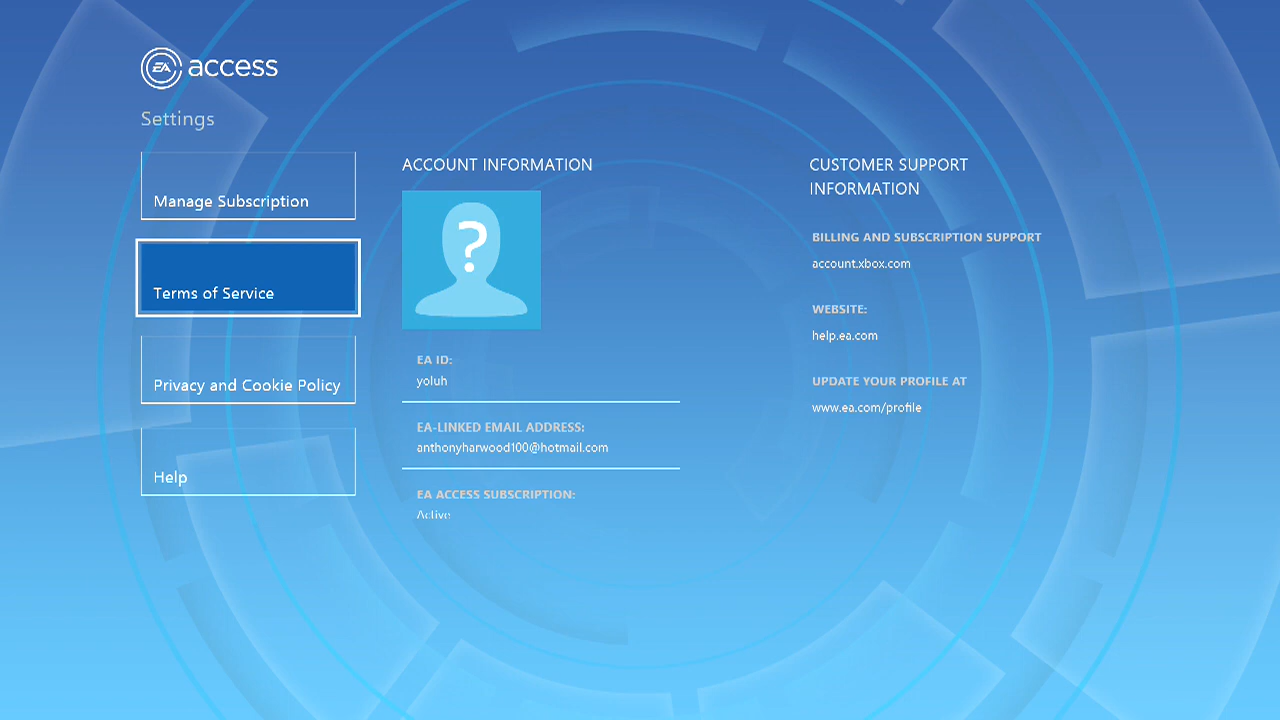 EA access
Settings
Manage Subscription
Terms of Service
Privacy and Cookie Policy
Help
ACCOUNT INFORMATION
?
EA ID:
yoluh
EA-LINKED EMAIL ADDRESS:
anthonyharwood100@hotmail.com
EA ACCESS SUBSCRIPTION:
Active
CUSTOMER SUPPORT
INFORMATION
BILLING AND SUBSCRIPTION SUPPORT
account.xbox.com
WEBSITE:
help.ea.com
UPDATE YOUR PROFILE AT
www.ea.com/profile